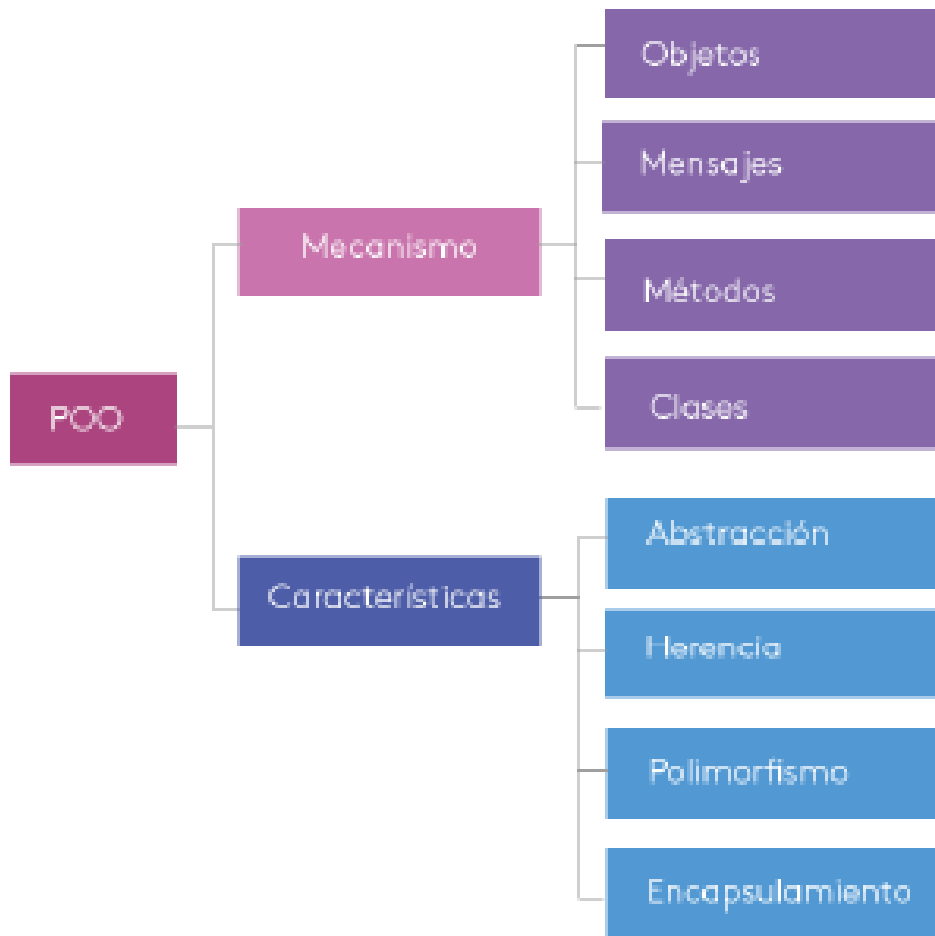 POO
Mecanismo
Objetos
Mensajes
Métodos
Clases
Características
Abstracción
Herencia
Polimorfismo
Encapsulamiento